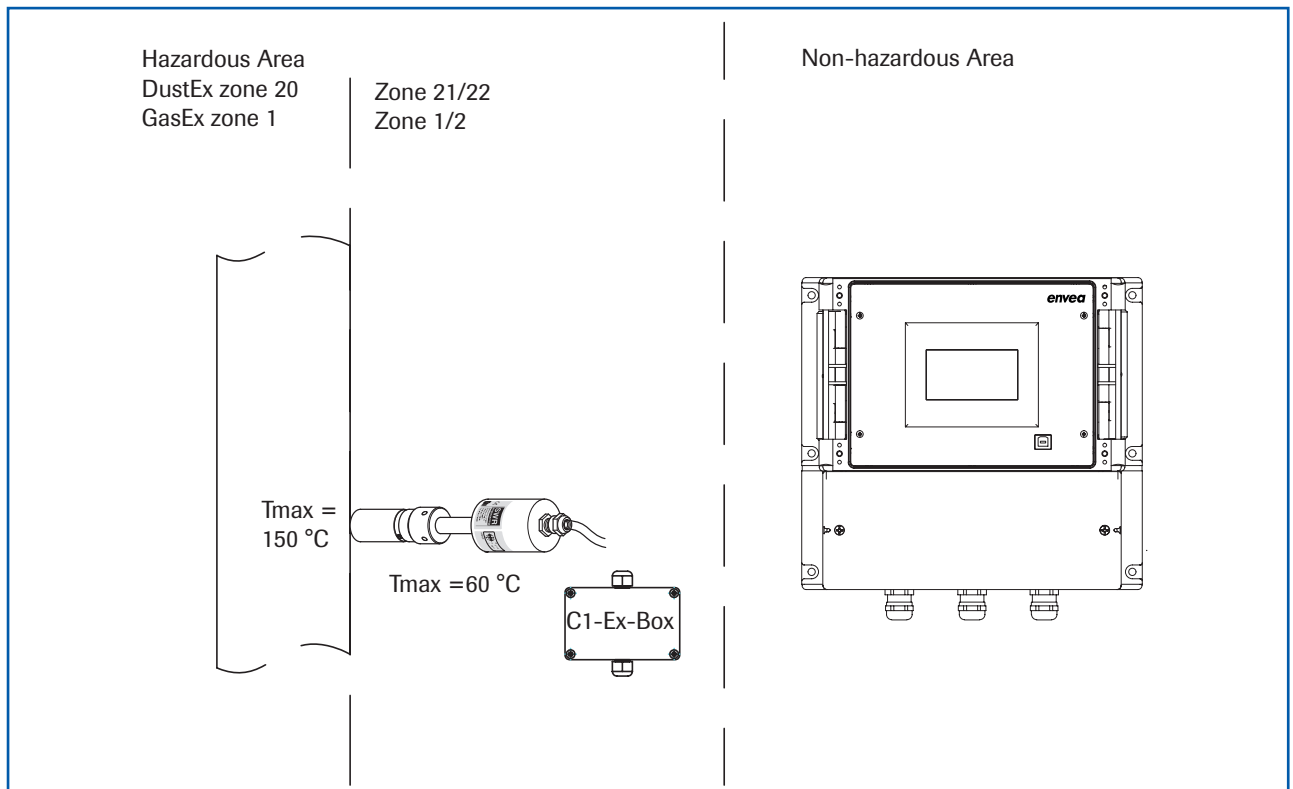 Hazardous Area
DustEx zone 20
GasEx zone 1
Zone 21/22
Zone 1/2
Non-hazardous Area
envea
Tmax =
150 °C
Tmax =60 °C
C1-Ex-Box